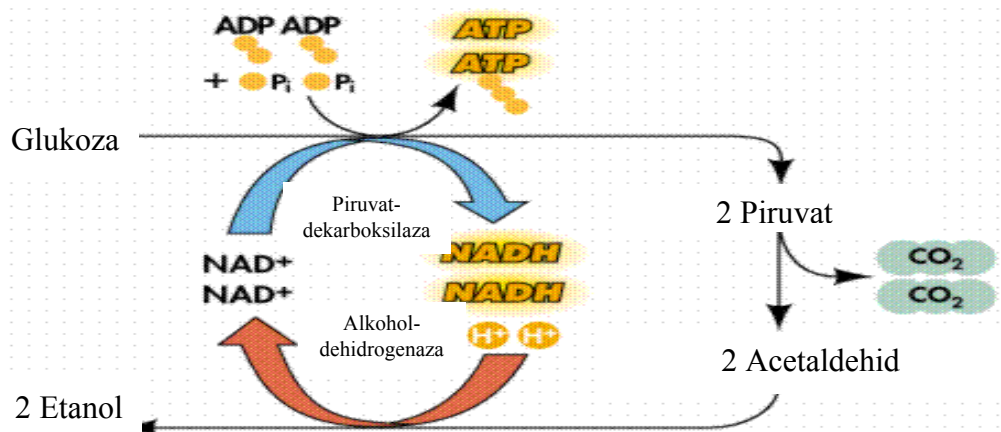 ADP ADP
+ Pi Pi
ATP
ATP
Glukoza
Piruvat-
dekarboksilaza
2 Piruvat
NAD+
NAD+
NADH
NADH
H+ H+
CO2
CO2
Alkohol-
dehidrogenaza
2 Acetaldehid
2 Etanol